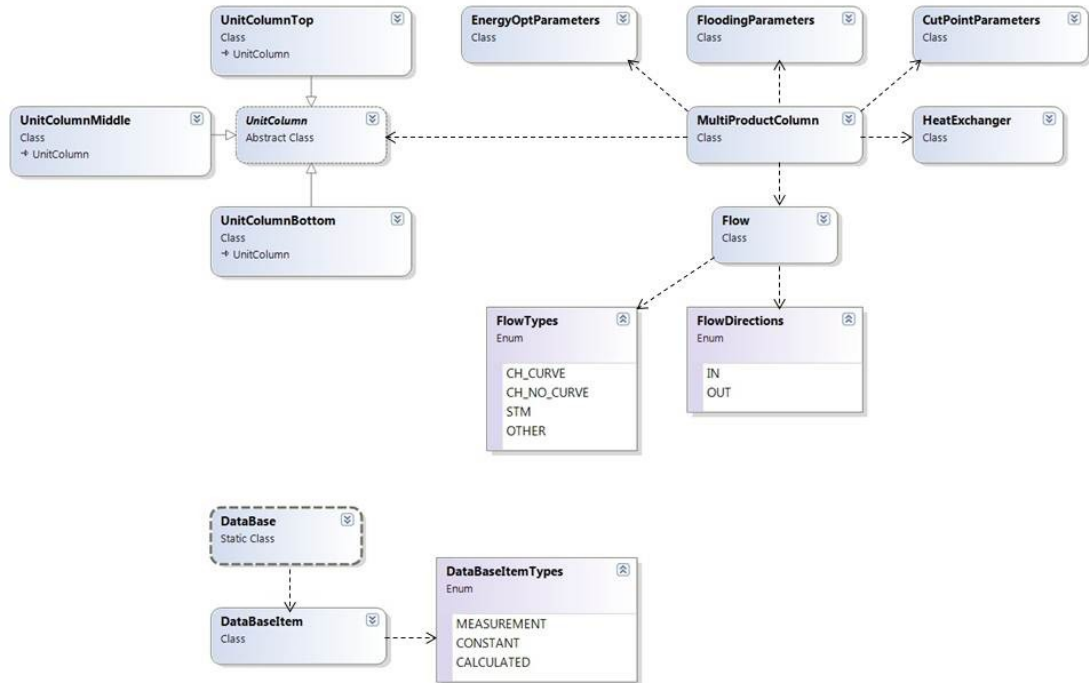 UnitColumnTop
Class
UnitColumn
EnergyOptParameters
Class
FloodingParameters
Class
CutPointParameters
Class
UnitColumnMiddle
Class
UnitColumn
UnitColumn
Abstract Class
MultiProductColumn
Class
HeatExchanger
Class
UnitColumnBottom
Class
UnitColumn
Flow
Class
FlowTypes
Enum
CH_CURVE
CH_NO_CURVE
STM
OTHER
FlowDirections
Enum
IN
OUT
DataBase
Static Class
DataBaseItem
Class
DataBaseItemTypes
Enum
MEASUREMENT
CONSTANT
CALCULATED